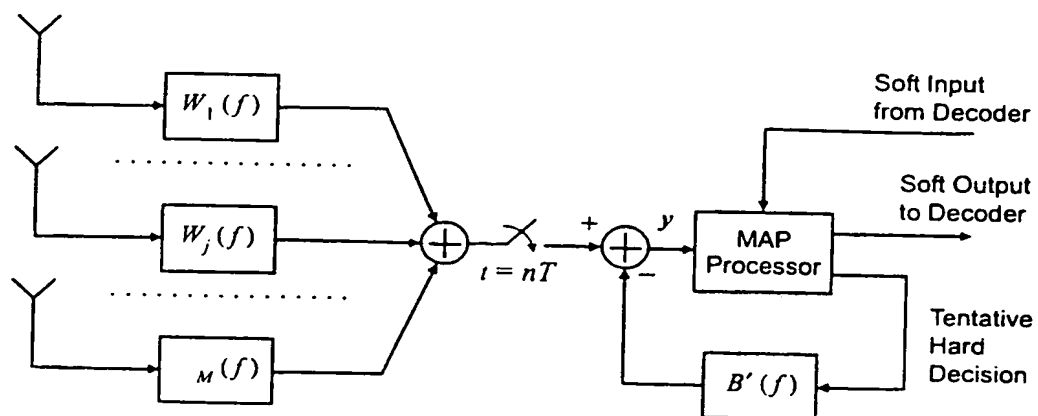 W₁(f)
Wⱼ(f)
M(f)
t = nT
+
−
y
MAP
Processor
Soft Input
from Decoder
Soft Output
to Decoder
Tentative
Hard
Decision
B′(f)